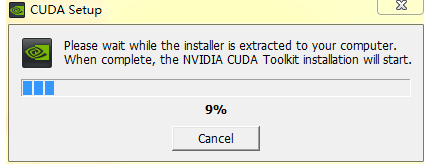 CUDA Setup
Please wait while the installer is extracted to your computer.
When complete, the NVIDIA CUDA Toolkit installation will start.
9%
Cancel